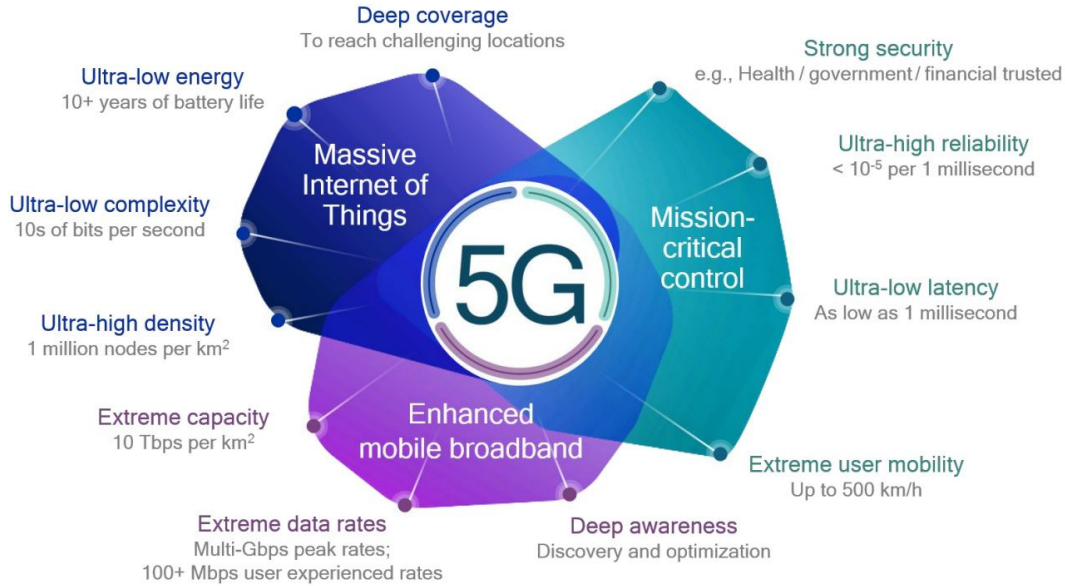 Deep coverage
To reach challenging locations
Strong security
e.g., Health / government / financial trusted
Ultra-low energy
10+ years of battery life
Ultra-high reliability
< 10⁻⁵ per 1 millisecond
Massive
Internet of
Things
Ultra-low complexity
10s of bits per second
Mission-
critical
control
5G
Ultra-low latency
As low as 1 millisecond
Ultra-high density
1 million nodes per km²
Extreme capacity
10 Tbps per km²
Enhanced
mobile broadband
Extreme user mobility
Up to 500 km/h
Extreme data rates
Multi-Gbps peak rates;
100+ Mbps user experienced rates
Deep awareness
Discovery and optimization